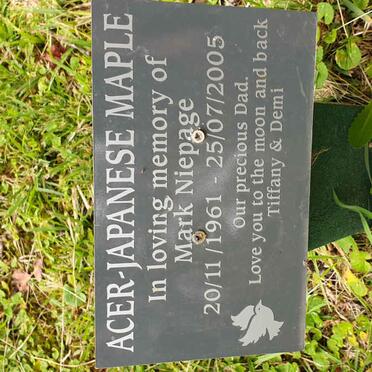 ACER-JAPANESE MAPLE
In loving memory of
Mark Niepage
20/11/1961 25/07/2005
Our precious Dad.
Love you to the moon and back
Tiffany & Demi